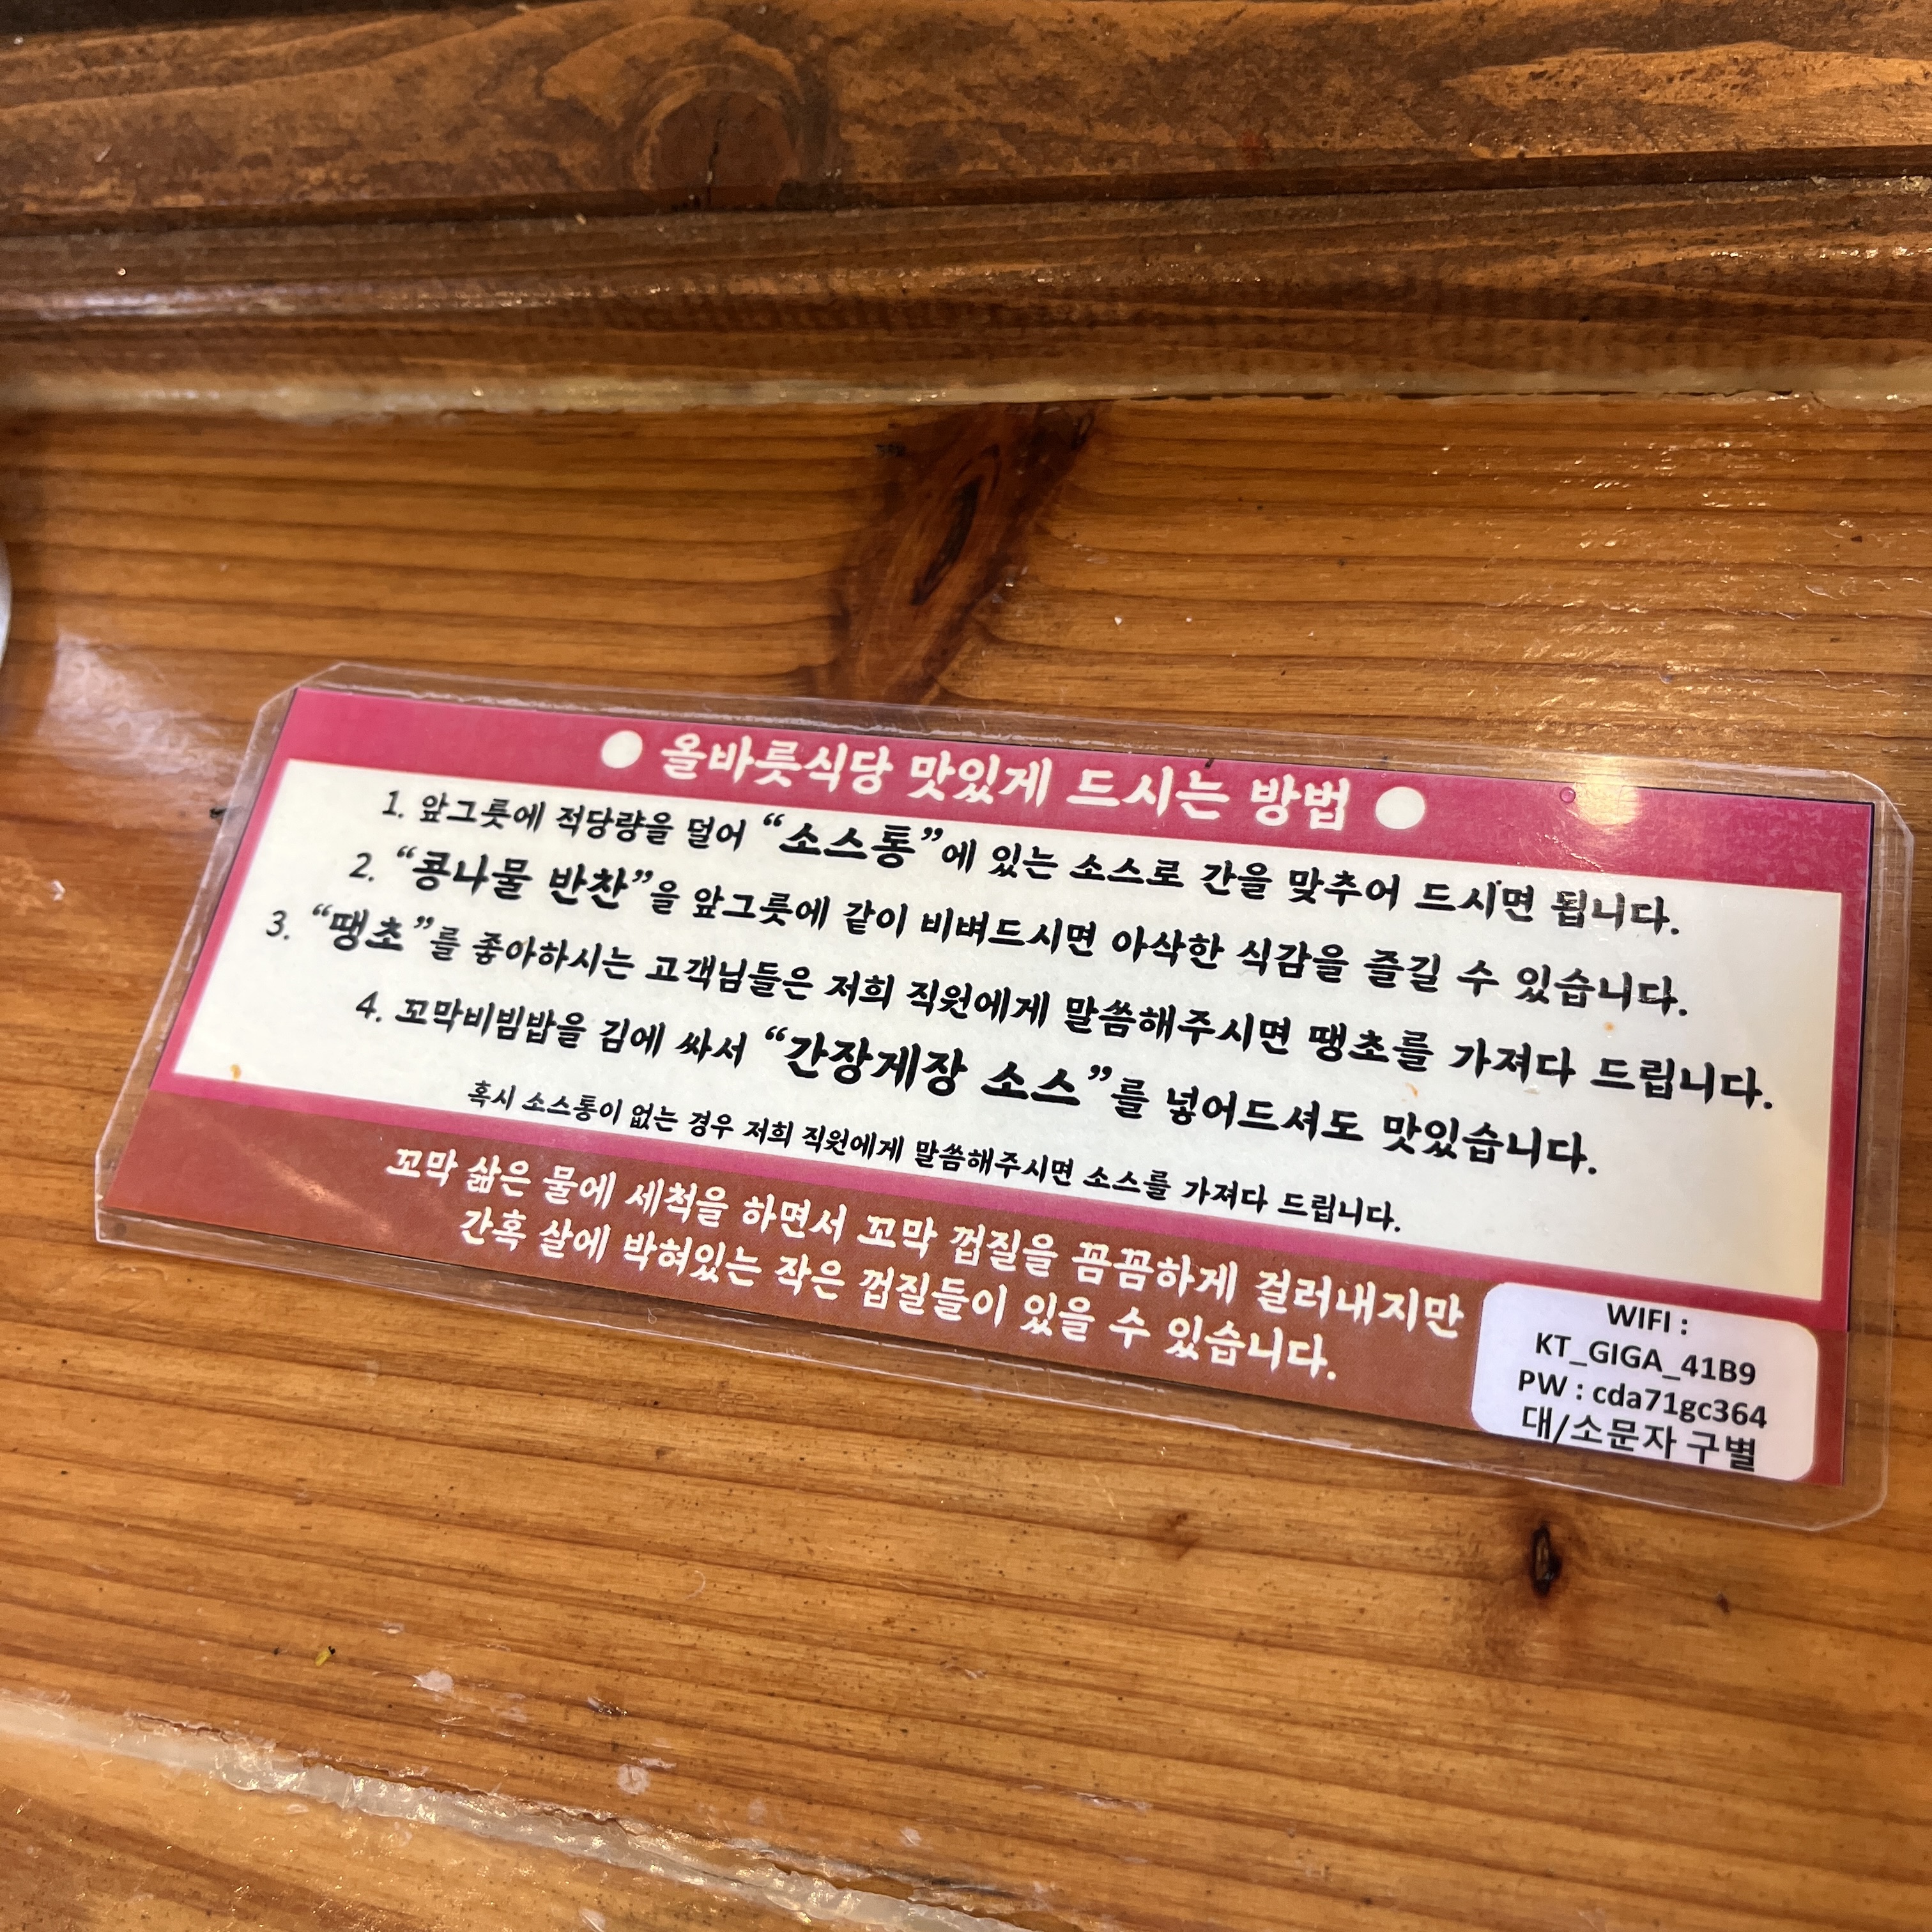 ● 올바릇식당 맛있게 드시는 방법 ●
1. 앞그릇에 적당량을 덜어 “소스통”에 있는 소스로 간을 맞추어 드시면 됩니다.
2. “콩나물 반찬”을 앞그릇에 같이 비벼드시면 아삭한 식감을 즐길 수 있습니다.
3. “땡초”를 좋아하시는 고객님들은 저희 직원에게 말씀해주시면 땡초를 가져다 드립니다.
4. 꼬막비빔밥을 김에 싸서 “간장게장 소스”를 넣어드셔도 맛있습니다.
혹시 소스통이 없는 경우 저희 직원에게 말씀해주시면 소스를 가져다 드립니다.
꼬막 삶은 물에 세척을 하면서 꼬막 껍질을 꼼꼼하게 걸러내지만
간혹 살에 박혀있는 작은 껍질들이 있을 수 있습니다.
WIFI :
KT_GIGA_41B9
PW : cda71gc364
대/소문자 구별